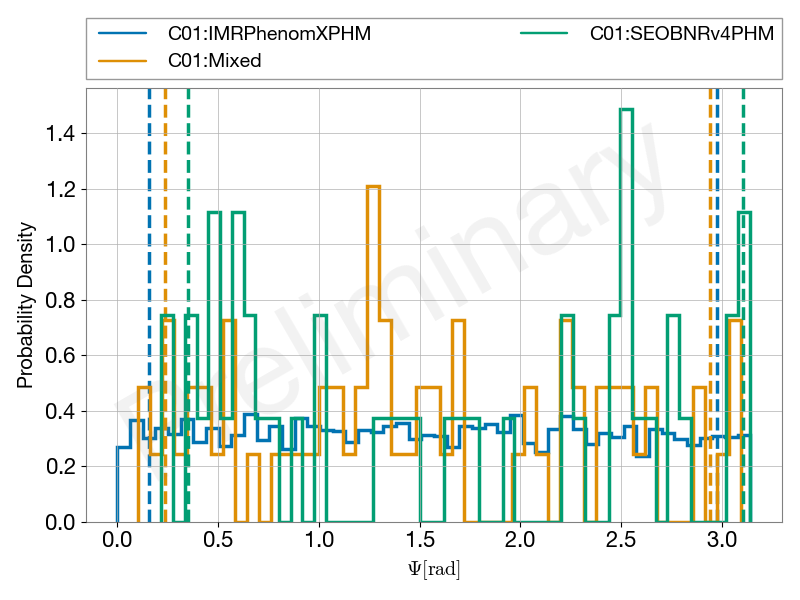 C01:IMRPhenomXPHM
C01:Mixed
C01:SEOBNRv4PHM
Preliminary
Probability Density
1.4
1.2
1.0
0.8
0.6
0.4
0.2
0.0
0.0 0.5 1.0 1.5 2.0 2.5 3.0
Ψ[rad]